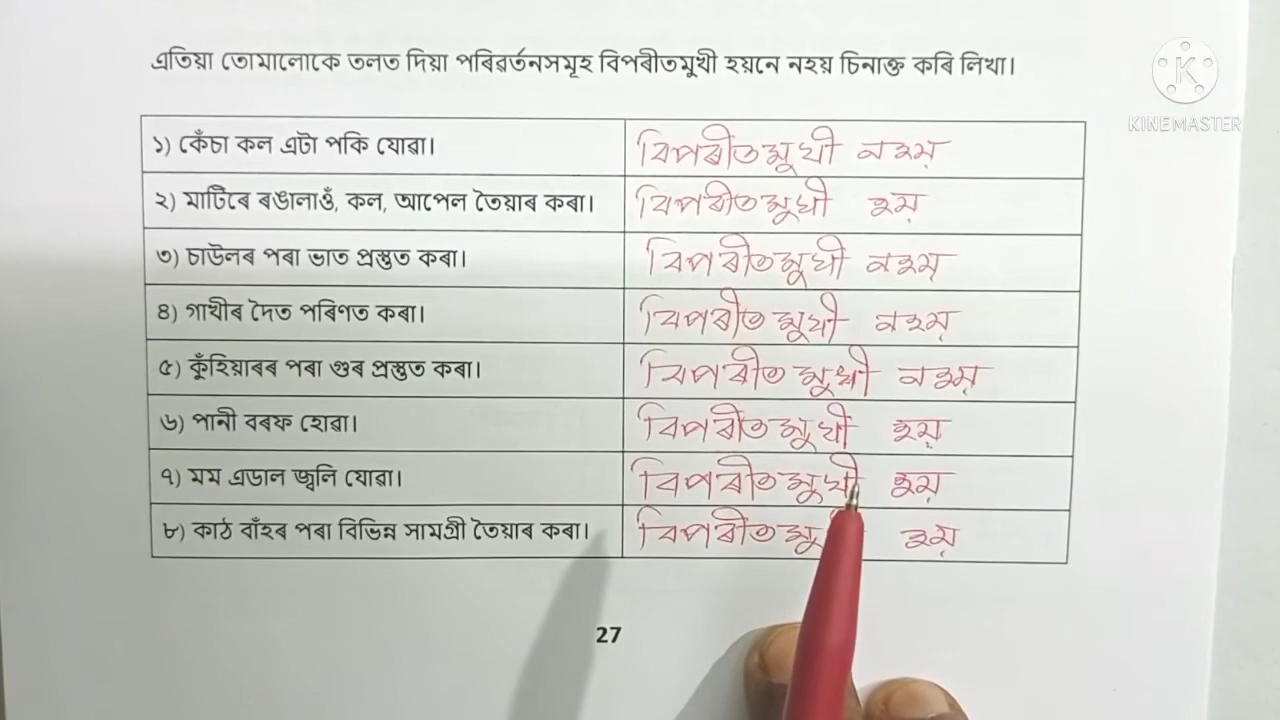 এতিয়া তোমালোকে তলত দিয়া পৰিৱৰ্তনসমূহ বিপৰীতমুখী হয়নে নহয় চিনাক্ত কৰি লিখা।
K
KINEMASTER
১) কেঁচা কল এটা পকি যোৱা। বিপৰীতমুখী নহয়
২) মাটিৰে ৰঙালাওঁ, কল, আপেল তৈয়াৰ কৰা। বিপৰীতমুখী হয়
৩) চাউলৰ পৰা ভাত প্ৰস্তুত কৰা। বিপৰীতমুখী নহয়
৪) গাখীৰ দৈত পৰিণত কৰা। বিপৰীতমুখী নহয়
৫) কুঁহিয়াৰৰ পৰা গুৰ প্ৰস্তুত কৰা। বিপৰীতমুখী নহয়
৬) পানী বৰফ হোৱা। বিপৰীতমুখী হয়
৭) মম এডাল জ্বলি যোৱা। বিপৰীতমুখী হয়
৮) কাঠ বাঁহৰ পৰা বিভিন্ন সামগ্ৰী তৈয়াৰ কৰা। বিপৰীতমুখী হয়
27